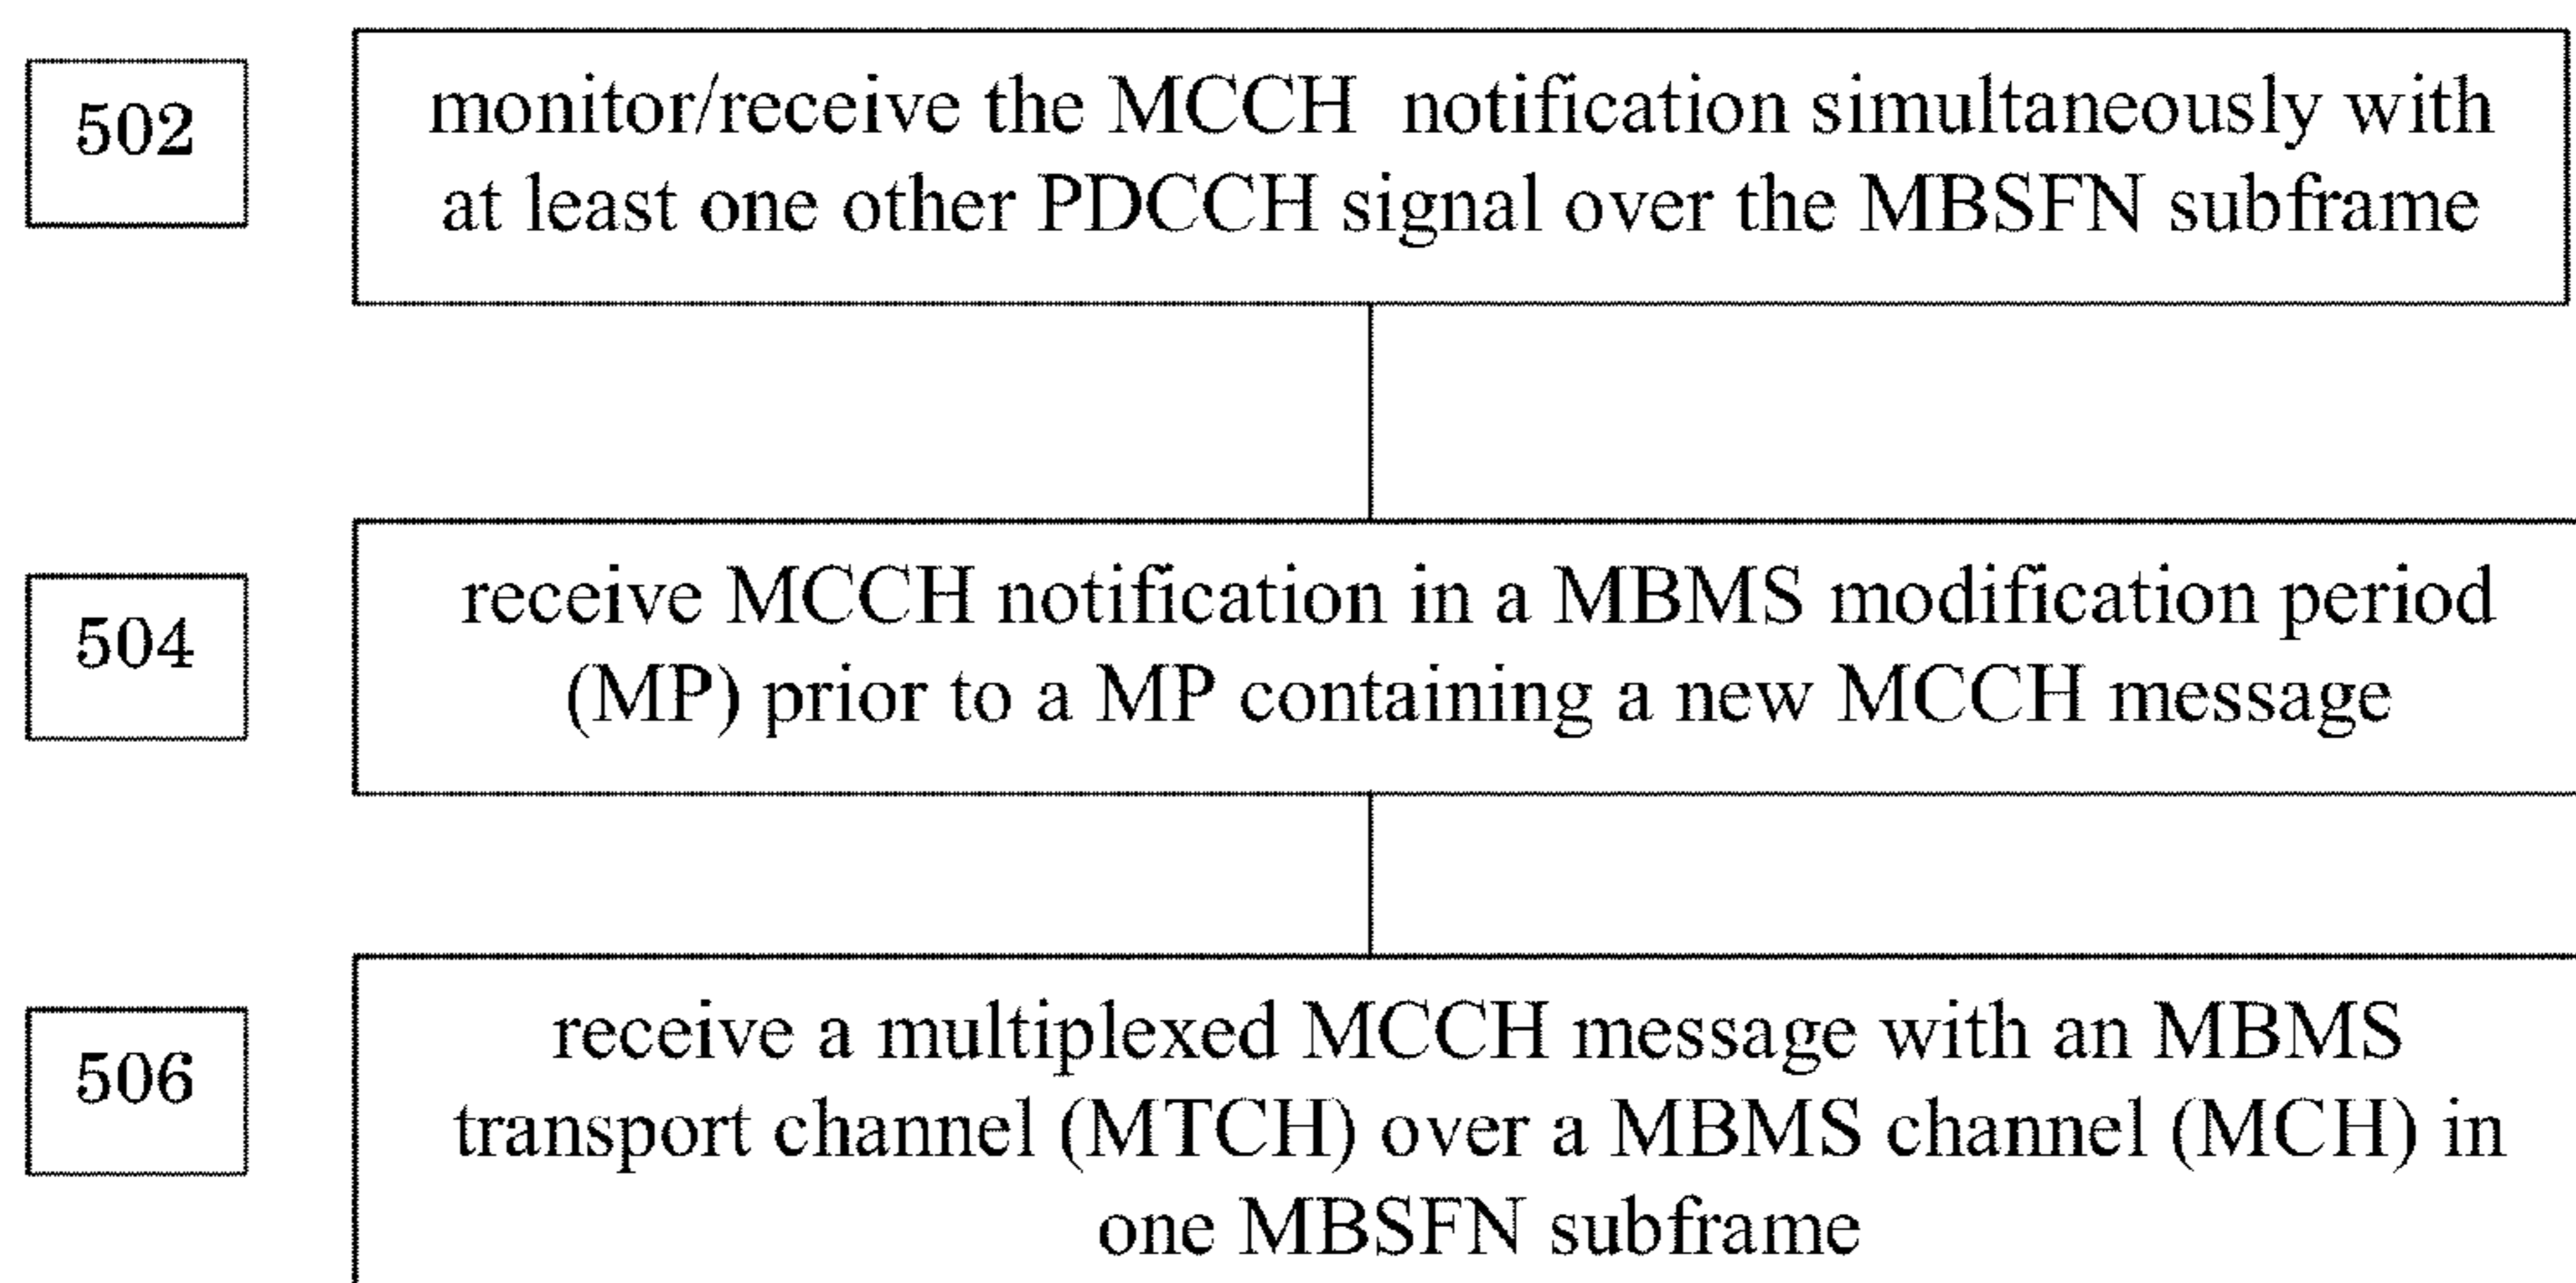 502
monitor/receive the MCCH notification simultaneously with
at least one other PDCCH signal over the MBSFN subframe
504
receive MCCH notification in a MBMS modification period
(MP) prior to a MP containing a new MCCH message
506
receive a multiplexed MCCH message with an MBMS
transport channel (MTCH) over a MBMS channel (MCH) in
one MBSFN subframe